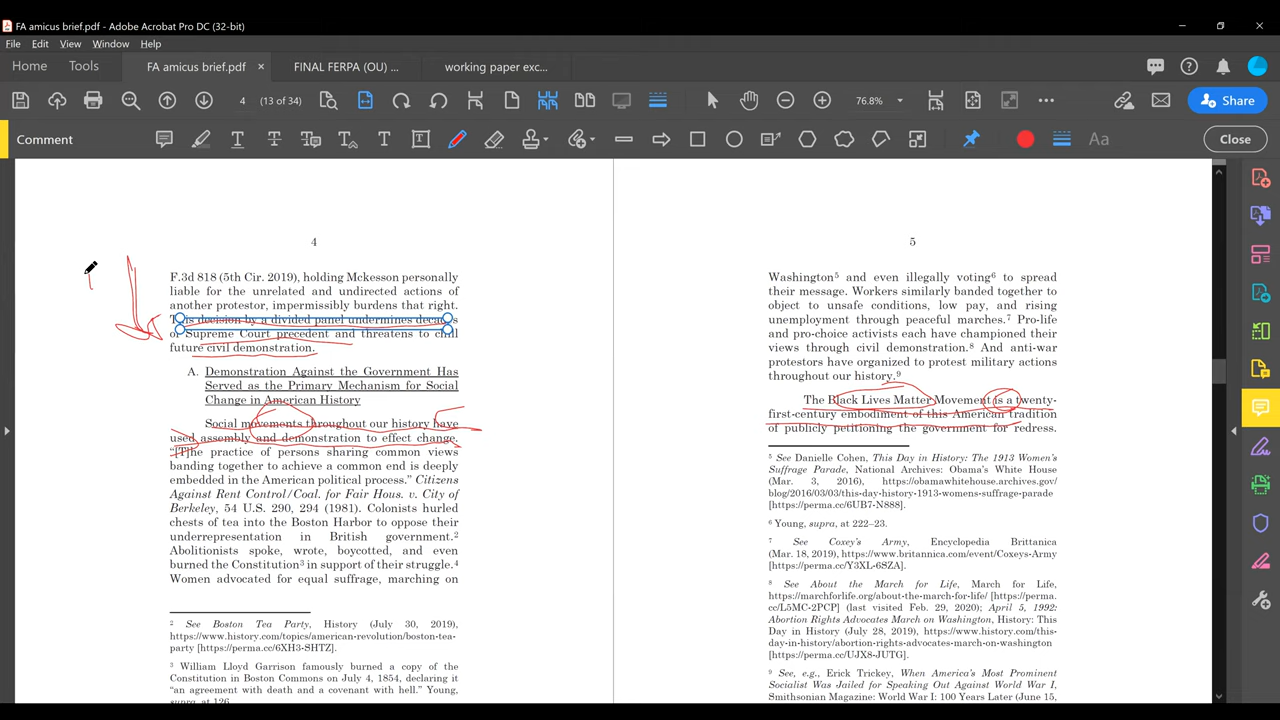 FA amicus brief.pdf - Adobe Acrobat Pro DC (32-bit)
File Edit View Window Help
Home Tools FA amicus brief.pdf × FINAL FERPA (OU) ... working paper exc...
4 (13 of 34) 76.8% Share
Comment Aa Close
4
F.3d 818 (5th Cir. 2019), holding Mckesson personally
liable for the unrelated and undirected actions of
another protestor, impermissibly burdens that right.
This decision by a divided panel undermines decades
of Supreme Court precedent and threatens to chill
future civil demonstration.
A. Demonstration Against the Government Has
Served as the Primary Mechanism for Social
Change in American History
Social movements throughout our history have
used assembly and demonstration to effect change.
“[T]he practice of persons sharing common views
banding together to achieve a common end is deeply
embedded in the American political process.” Citizens
Against Rent Control/Coal. for Fair Hous. v. City of
Berkeley, 54 U.S. 290, 294 (1981). Colonists hurled
chests of tea into the Boston Harbor to oppose their
underrepresentation in British government.²
Abolitionists spoke, wrote, boycotted, and even
burned the Constitution³ in support of their struggle.⁴
Women advocated for equal suffrage, marching on
² See Boston Tea Party, History (July 30, 2019),
https://www.history.com/topics/american-revolution/boston-tea-
party [https://perma.cc/6XH3-SHTZ].
³ William Lloyd Garrison famously burned a copy of the
Constitution in Boston Commons on July 4, 1854, declaring it
“an agreement with death and a covenant with hell.” Young,
supra, at 126.
5
Washington⁵ and even illegally voting⁶ to spread
their message. Workers similarly banded together to
object to unsafe conditions, low pay, and rising
unemployment through peaceful marches.⁷ Pro-life
and pro-choice activists each have championed their
views through civil demonstration.⁸ And anti-war
protestors have organized to protest military actions
throughout our history.⁹
The Black Lives Matter Movement is a twenty-
first-century embodiment of this American tradition
of publicly petitioning the government for redress.
⁵ See Danielle Cohen, This Day in History: The 1913 Women’s
Suffrage Parade, National Archives: Obama’s White House
(Mar. 3, 2016), https://obamawhitehouse.archives.gov/
blog/2016/03/03/this-day-history-1913-womens-suffrage-parade
[https://perma.cc/6UB7-N888].
⁶ Young, supra, at 222–23.
⁷ See Coxey’s Army, Encyclopedia Brittanica
(Mar. 18, 2019), https://www.britannica.com/event/Coxeys-Army
[https://perma.cc/Y3XL-6SZA].
⁸ See About the March for Life, March for Life,
https://marchforlife.org/about-the-march-for-life/ [https://perma.
cc/L5MC-2PCP] (last visited Feb. 29, 2020); April 5, 1992:
Abortion Rights Advocates March on Washington, History: This
Day in History (July 28, 2019), https://www.history.com/this-
day-in-history/abortion-rights-advocates-march-on-washington
[https://perma.cc/UJX8-JUTG].
⁹ See, e.g., Erick Trickey, When America’s Most Prominent
Socialist Was Jailed for Speaking Out Against World War I,
Smithsonian Magazine: World War I: 100 Years Later (June 15,